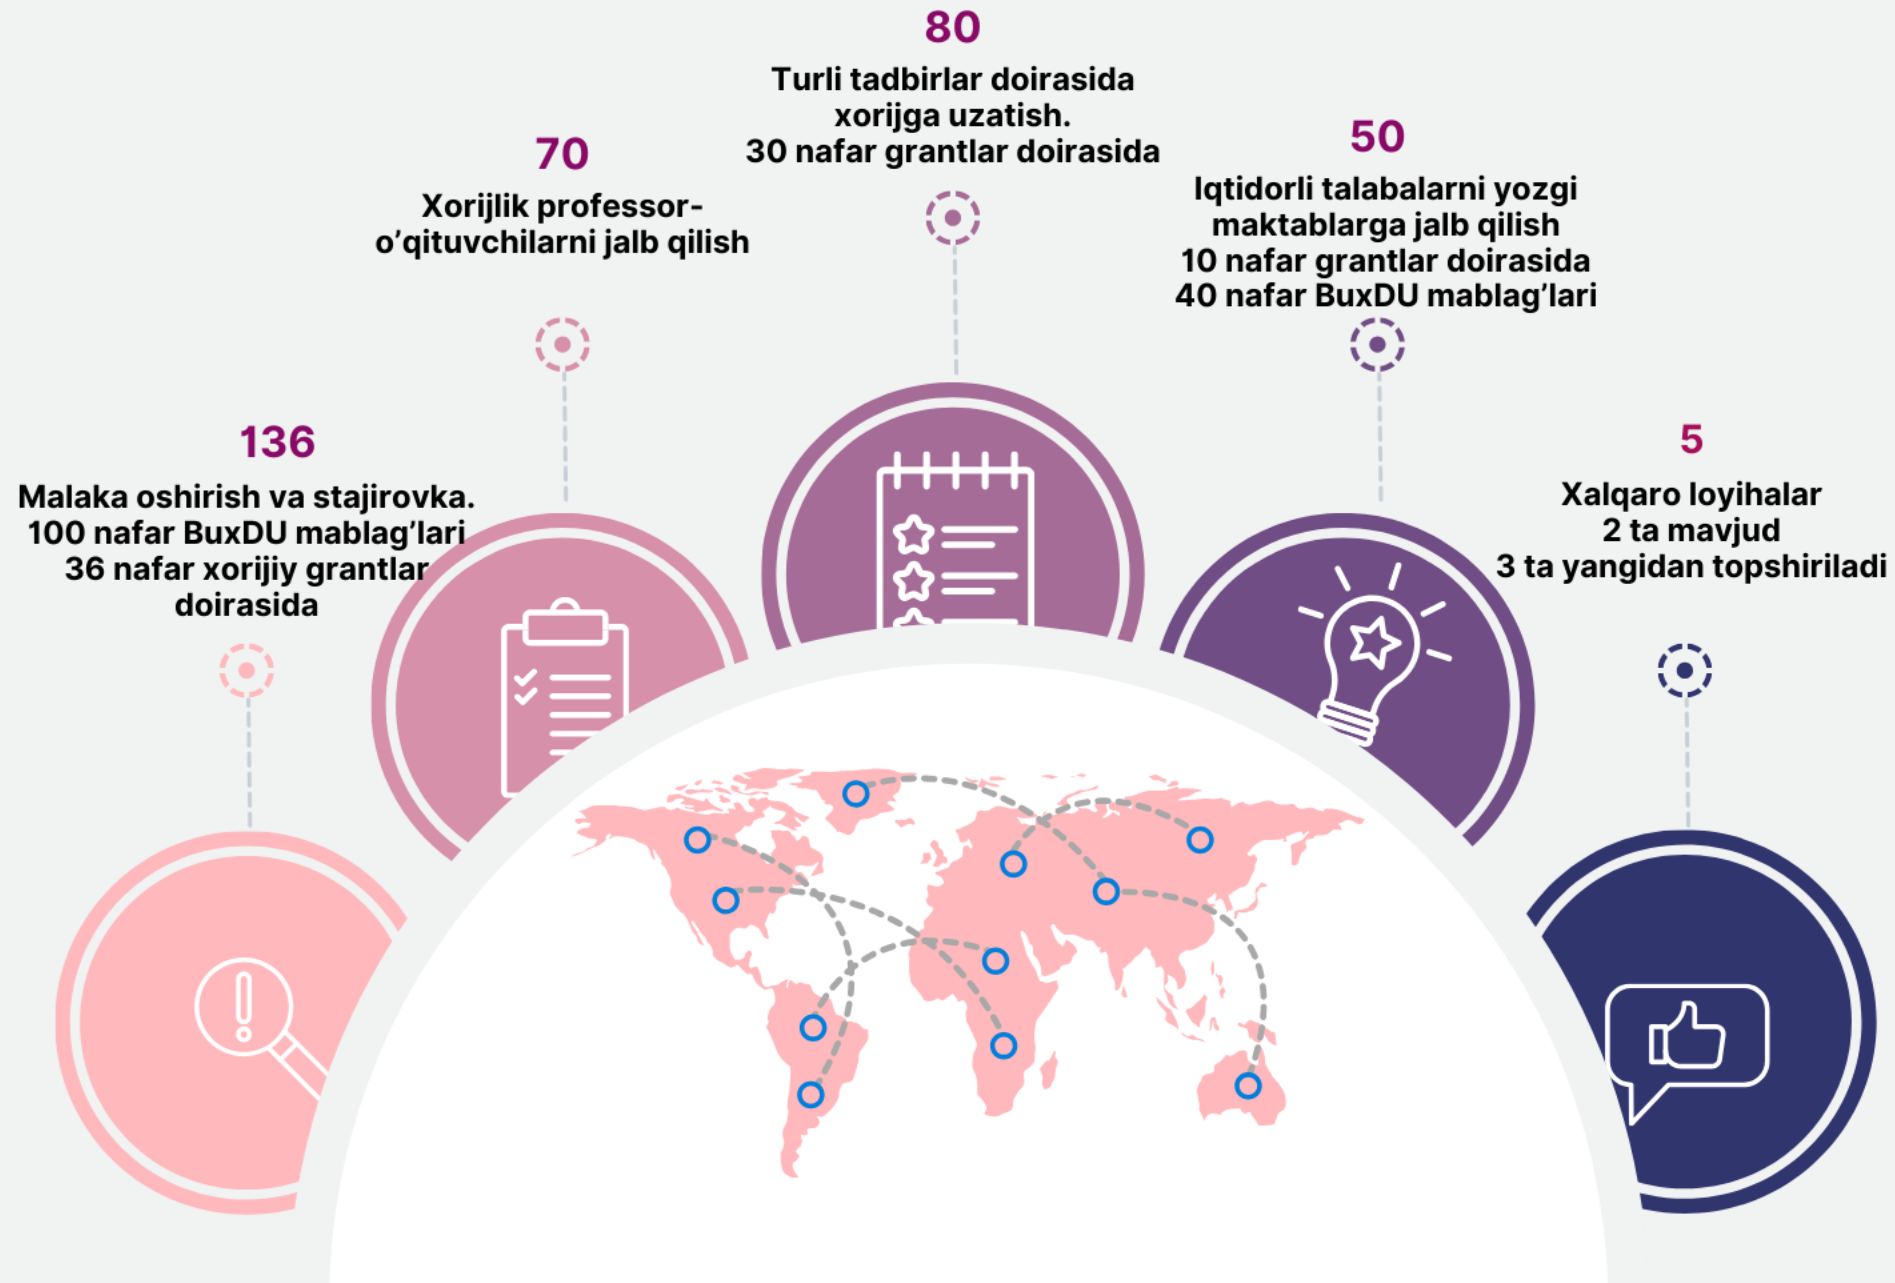 136
Malaka oshirish va stajirovka.
100 nafar BuxDU mablag’lari
36 nafar xorijiy grantlar
doirasida
70
Xorijlik professor-
o’qituvchilarni jalb qilish
80
Turli tadbirlar doirasida
xorijga uzatish.
30 nafar grantlar doirasida
50
Iqtidorli talabalarni yozgi
maktablarga jalb qilish
10 nafar grantlar doirasida
40 nafar BuxDU mablag’lari
5
Xalqaro loyihalar
2 ta mavjud
3 ta yangidan topshiriladi